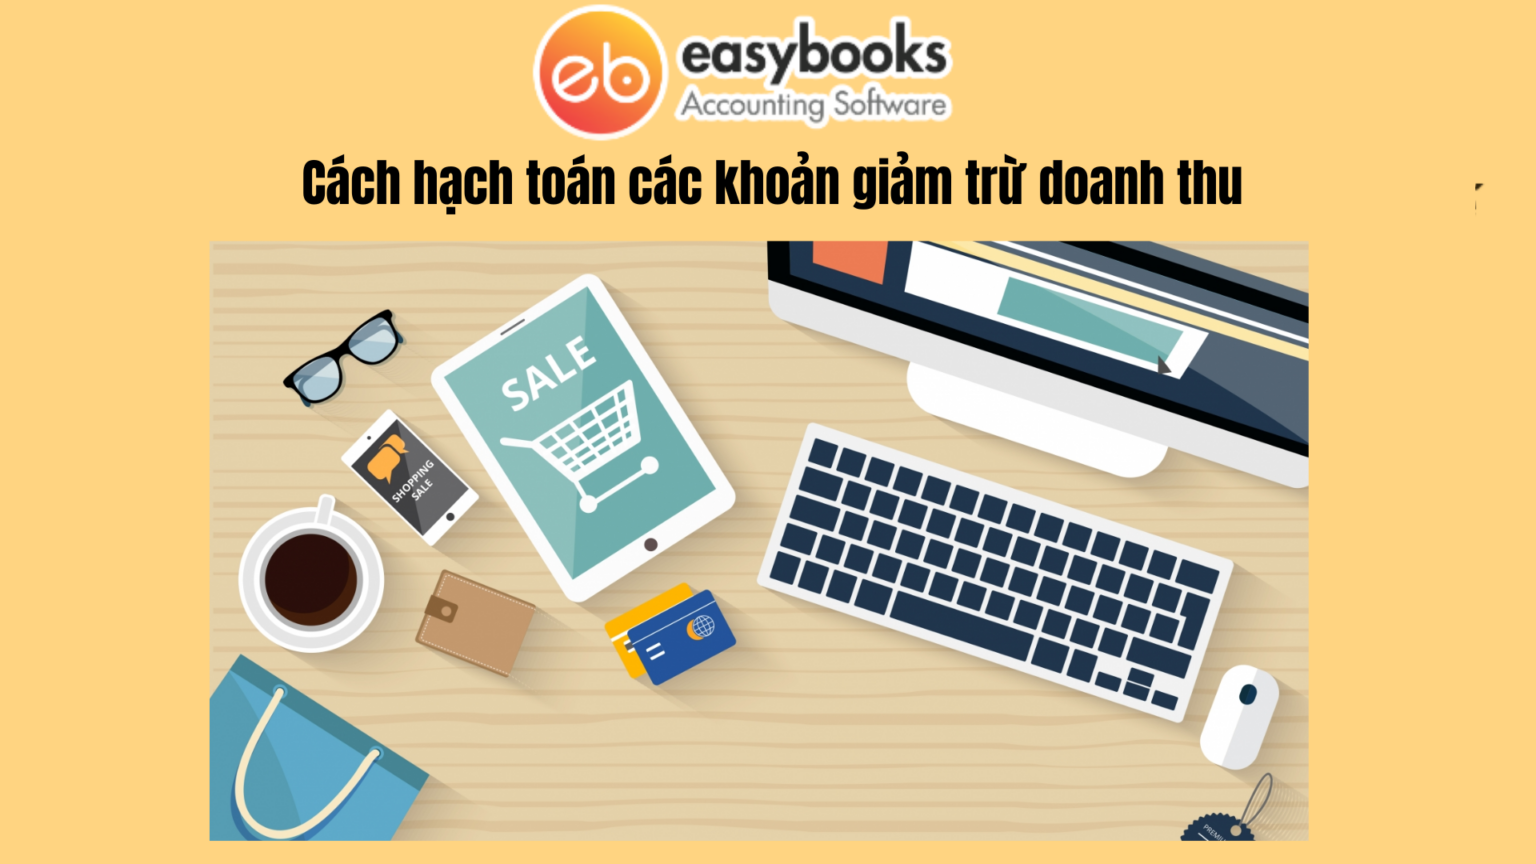 eb
easybooks
Accounting Software
Cách hạch toán các khoản giảm trừ doanh thu
SALE
SHOPPING
SALE